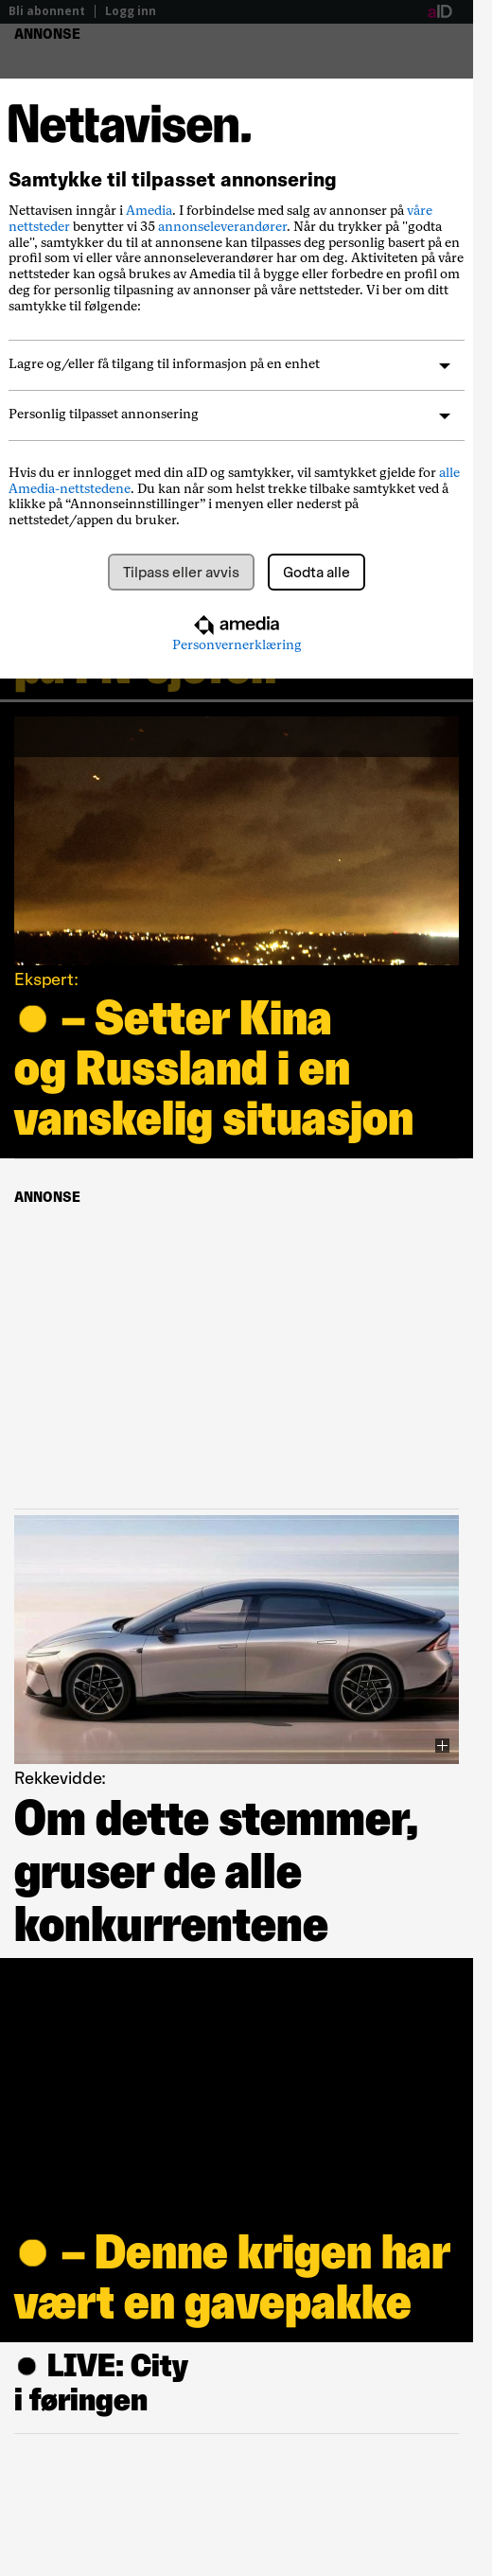 Bli abonnent | Logg inn
aID
ANNONSE
Nettavisen.
Samtykke til tilpasset annonsering
Nettavisen inngår i Amedia. I forbindelse med salg av annonser på våre
nettsteder benytter vi 35 annonseleverandører. Når du trykker på "godta
alle", samtykker du til at annonsene kan tilpasses deg personlig basert på en
profil som vi eller våre annonseleverandører har om deg. Aktiviteten på våre
nettsteder kan også brukes av Amedia til å bygge eller forbedre en profil om
deg for personlig tilpasning av annonser på våre nettsteder. Vi ber om ditt
samtykke til følgende:
Lagre og/eller få tilgang til informasjon på en enhet
Personlig tilpasset annonsering
Hvis du er innlogget med din aID og samtykker, vil samtykket gjelde for alle
Amedia-nettstedene. Du kan når som helst trekke tilbake samtykket ved å
klikke på “Annonseinnstillinger” i menyen eller nederst på
nettstedet/appen du bruker.
Tilpass eller avvis
Godta alle
amedia
Personvernerklæring
Ekspert:
– Setter Kina
og Russland i en
vanskelig situasjon
ANNONSE
Rekkevidde:
Om dette stemmer,
gruser de alle
konkurrentene
– Denne krigen har
vært en gavepakke
LIVE: City
i føringen